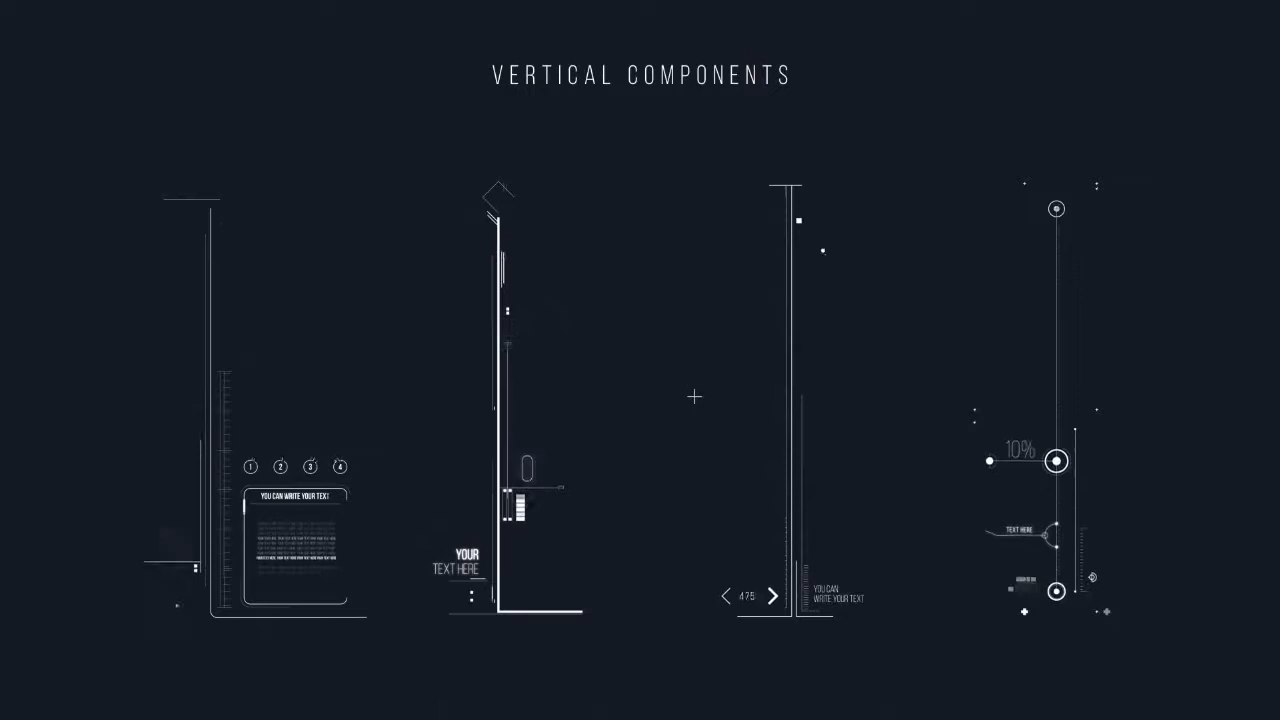 VERTICAL COMPONENTS
1 2 3 4
YOU CAN WRITE YOUR TEXT
0
YOUR
TEXT HERE
475
YOU CAN
WRITE YOUR TEXT
10%
TEXT HERE